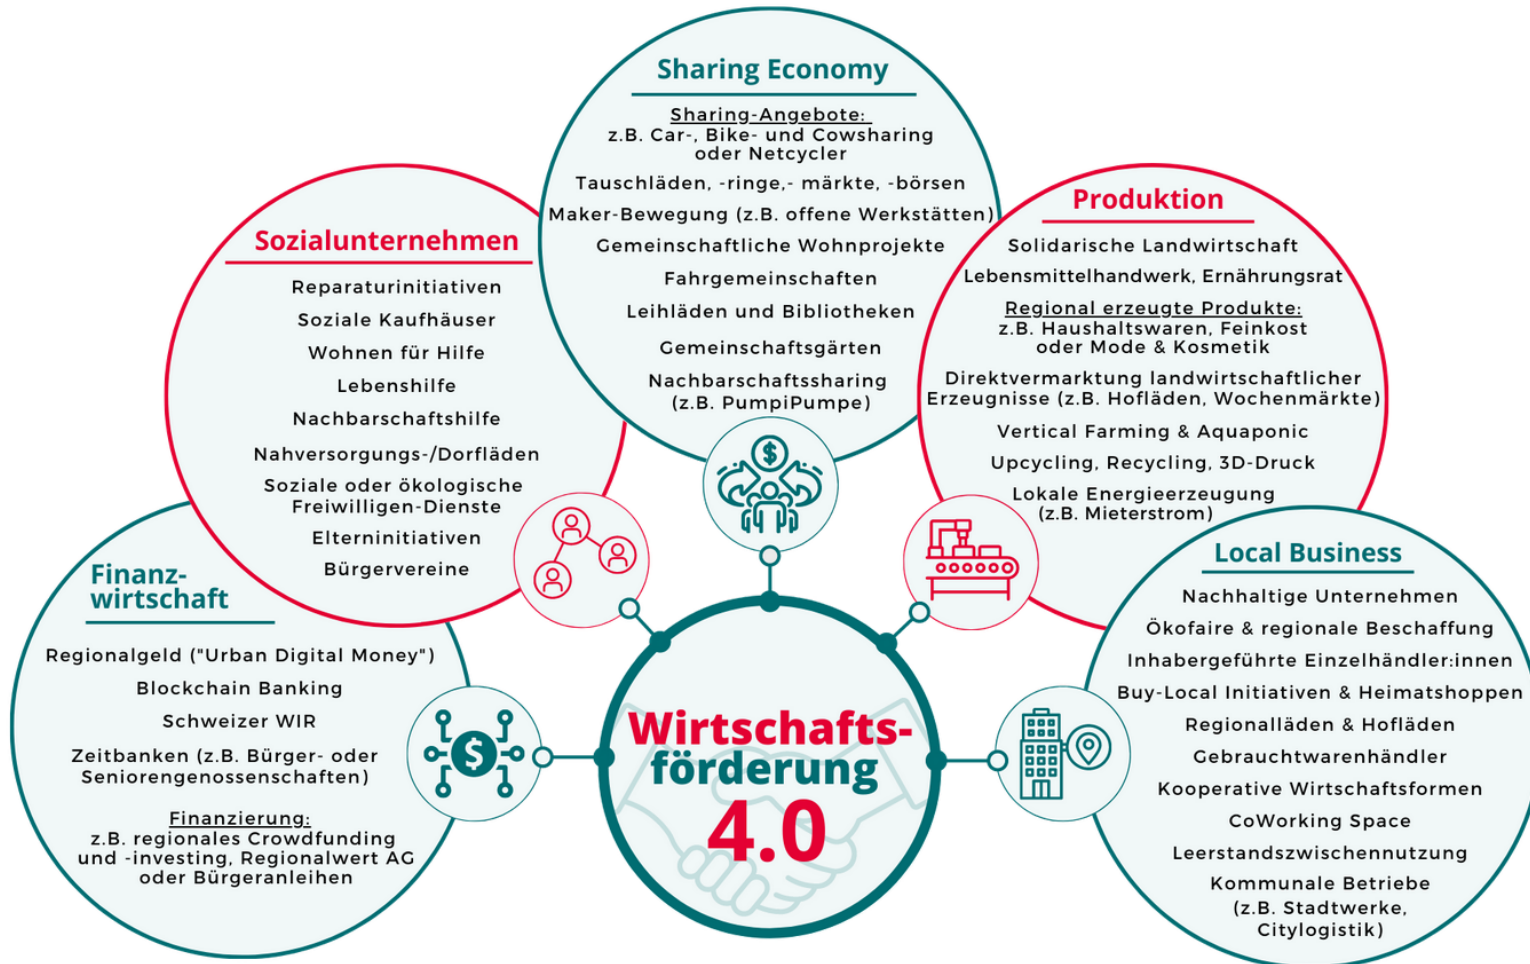 Sharing Economy
Sharing-Angebote:
z.B. Car-, Bike- und Cowsharing
oder Netcycler
Tauschläden, -ringe,- märkte, -börsen
Maker-Bewegung (z.B. offene Werkstätten)
Gemeinschaftliche Wohnprojekte
Fahrgemeinschaften
Leihläden und Bibliotheken
Gemeinschaftsgärten
Nachbarschaftssharing
(z.B. PumpiPumpe)
Sozialunternehmen
Reparaturinitiativen
Soziale Kaufhäuser
Wohnen für Hilfe
Lebenshilfe
Nachbarschaftshilfe
Nahversorgungs-/Dorfläden
Soziale oder ökologische
Freiwilligen-Dienste
Elterninitiativen
Bürgervereine
Produktion
Solidarische Landwirtschaft
Lebensmittelhandwerk, Ernährungsrat
Regional erzeugte Produkte:
z.B. Haushaltswaren, Feinkost
oder Mode & Kosmetik
Direktvermarktung landwirtschaftlicher
Erzeugnisse (z.B. Hofläden, Wochenmärkte)
Vertical Farming & Aquaponic
Upcycling, Recycling, 3D-Druck
Lokale Energieerzeugung
(z.B. Mieterstrom)
Finanz-
wirtschaft
Regionalgeld ("Urban Digital Money")
Blockchain Banking
Schweizer WIR
Zeitbanken (z.B. Bürger- oder
Seniorengenossenschaften)
Finanzierung:
z.B. regionales Crowdfunding
und -investing, Regionalwert AG
oder Bürgeranleihen
$
$
Wirtschafts-
förderung
4.0
Local Business
Nachhaltige Unternehmen
Ökofaire & regionale Beschaffung
Inhabergeführte Einzelhändler:innen
Buy-Local Initiativen & Heimatshoppen
Regionalläden & Hofläden
Gebrauchtwarenhändler
Kooperative Wirtschaftsformen
CoWorking Space
Leerstandszwischennutzung
Kommunale Betriebe
(z.B. Stadtwerke,
Citylogistik)